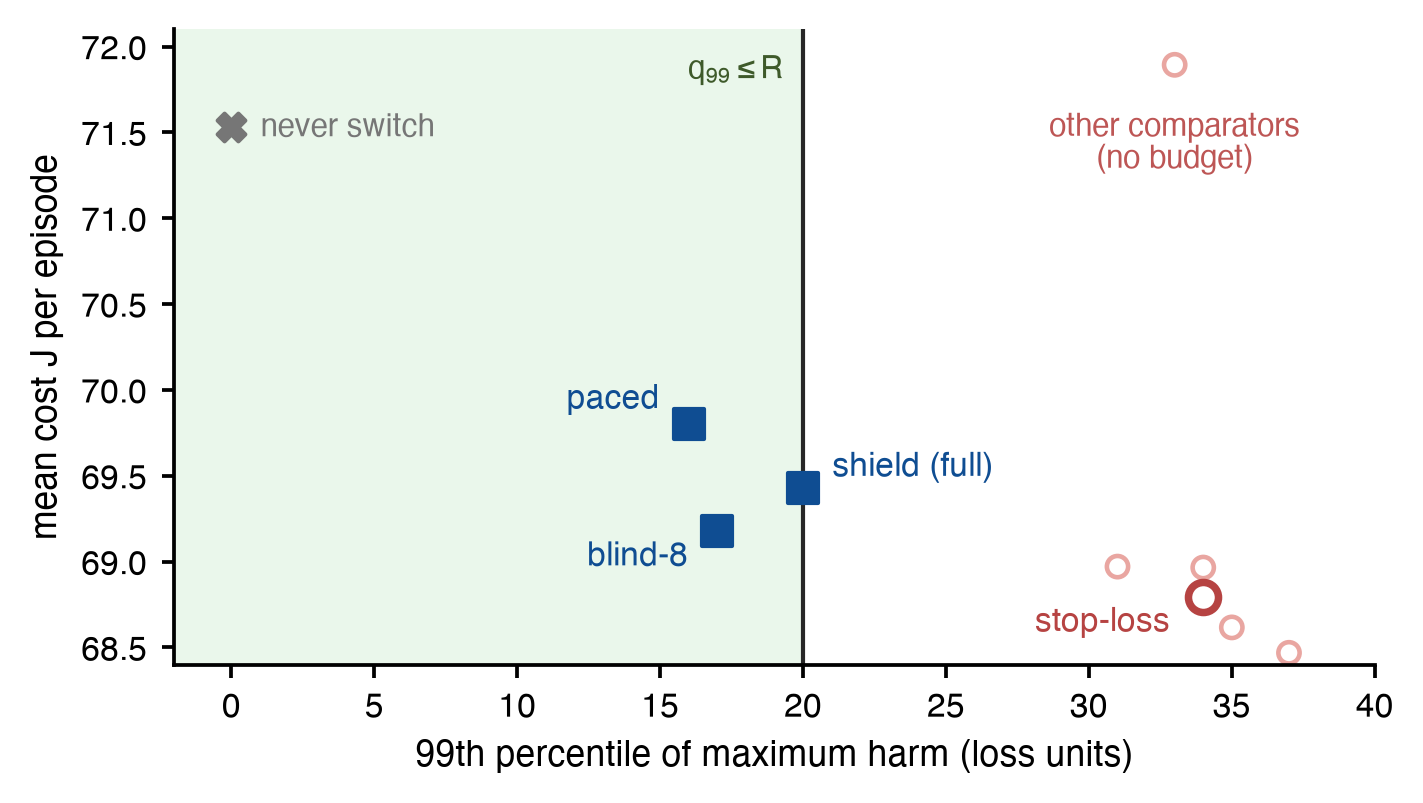 72.0
71.5
71.0
70.5
70.0
69.5
69.0
68.5
mean cost J per episode
q₉₉ ≤ R
never switch
other comparators
(no budget)
paced
shield (full)
blind-8
stop-loss
0 5 10 15 20 25 30 35 40
99th percentile of maximum harm (loss units)